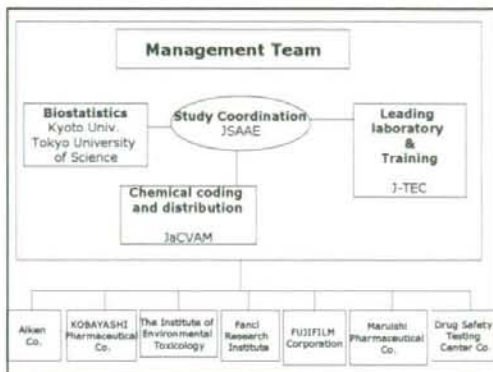 Management Team
Biostatistics
Kyoto Univ.
Tokyo University
of Science
Study Coordination
JSAAE
Leading
laboratory
&
Training
J-TEC
Chemical coding
and distribution
JaCVAM
Aiken
Co.
KOBAYASHI
Pharmaceutical
Co.
The Institute of
Environmental
Toxicology
Fancl
Research
Institute
FUJIFILM
Corporation
Maruishi
Pharmaceutical
Co.
Drug Safety
Testing
Center Co.